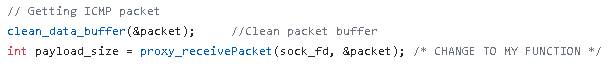 // Getting ICMP packet
clean_data_buffer(&packet);     //Clean packet buffer
int payload_size = proxy_receivePacket(sock_fd, &packet); /* CHANGE TO MY FUNCTION */